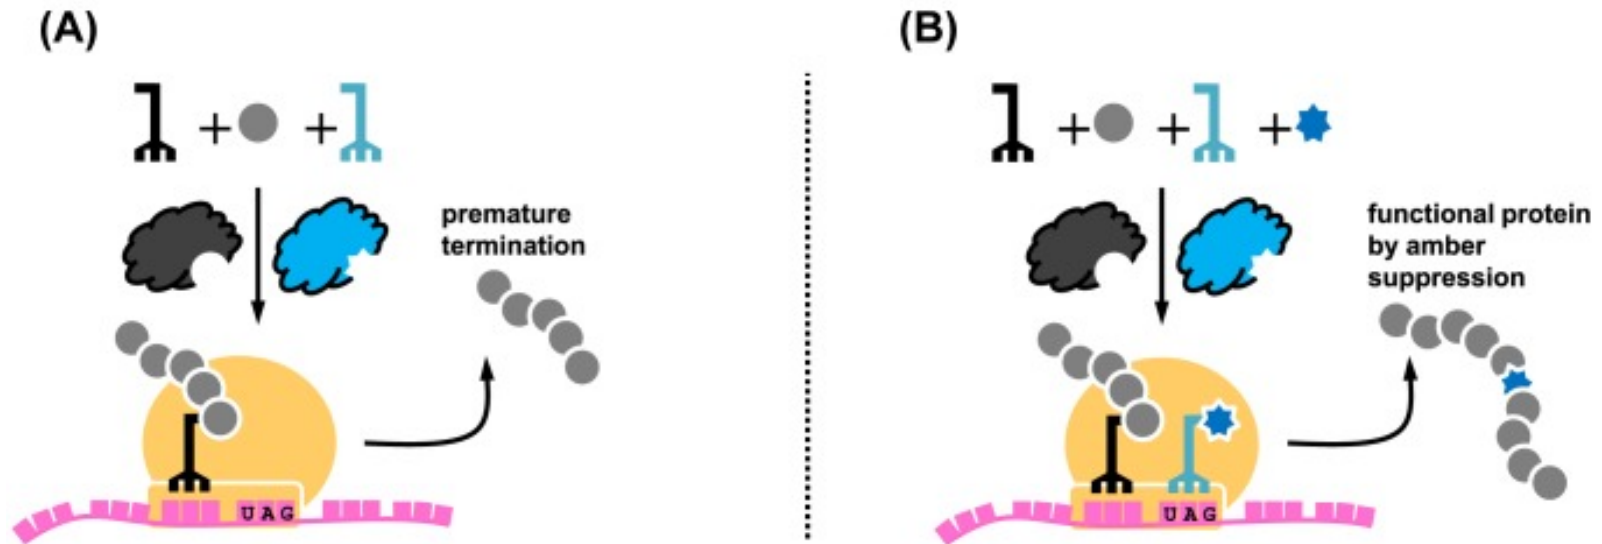 (A)
+ + 
premature
termination
UAG
(B)
+ + +
functional protein
by amber
suppression
UAG